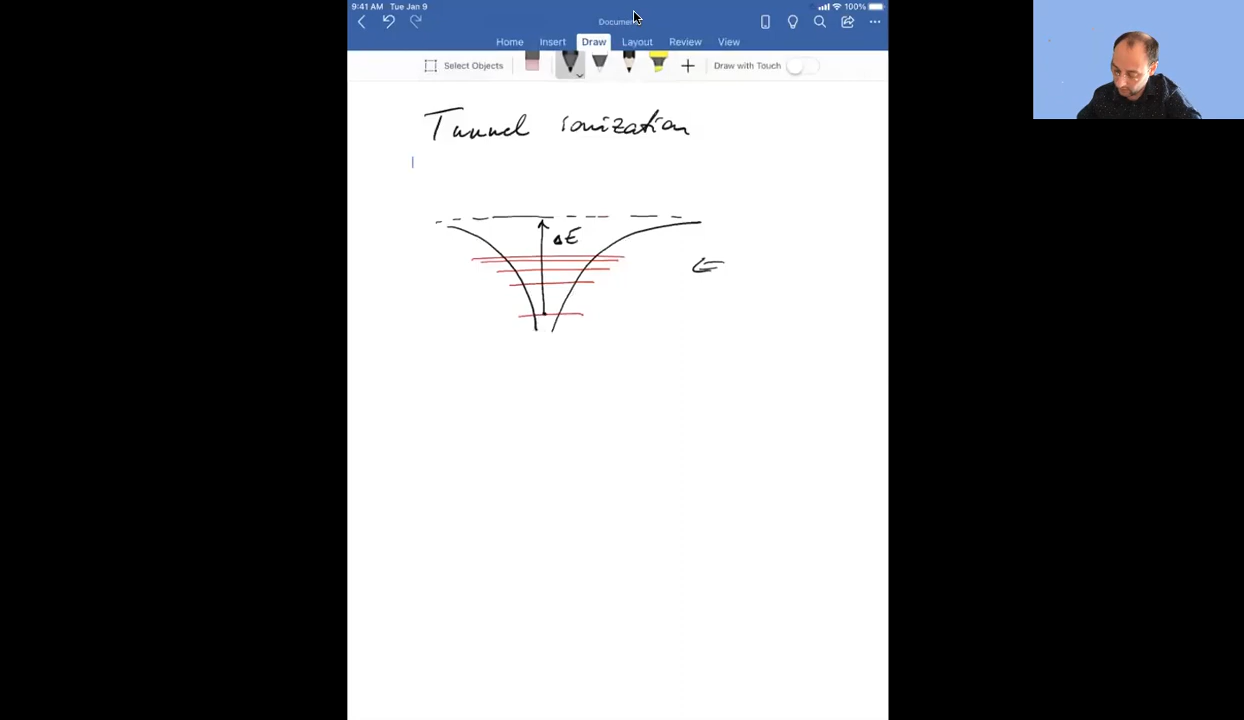 9:41 AM Tue Jan 9
100%
Document
Home Insert Draw Layout Review View
Select Objects
Draw with Touch
Tunnel ionization
ΔE